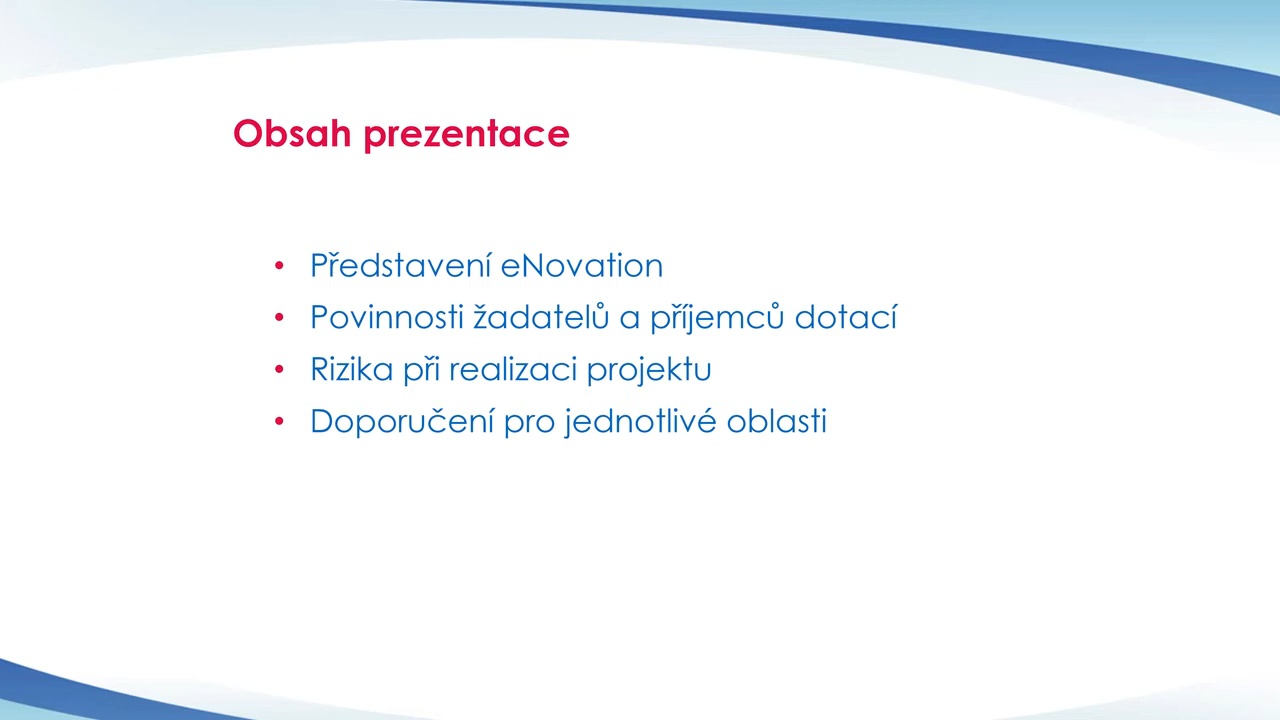 Obsah prezentace
• Představení eNovation
• Povinnosti žadatelů a příjemců dotací
• Rizika při realizaci projektu
• Doporučení pro jednotlivé oblasti